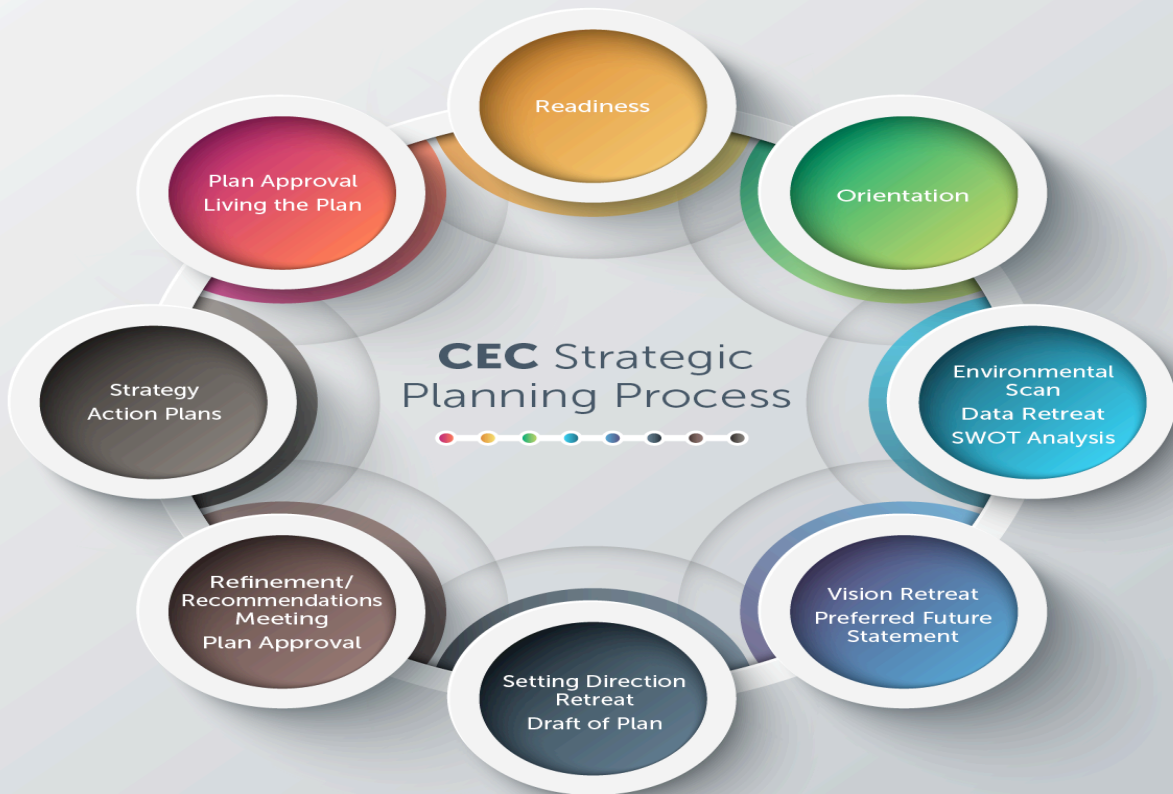 Readiness
Orientation
Environmental
Scan
Data Retreat
SWOT Analysis
Vision Retreat
Preferred Future
Statement
Setting Direction
Retreat
Draft of Plan
Refinement/
Recommendations
Meeting
Plan Approval
Strategy
Action Plans
Plan Approval
Living the Plan
CEC Strategic
Planning Process